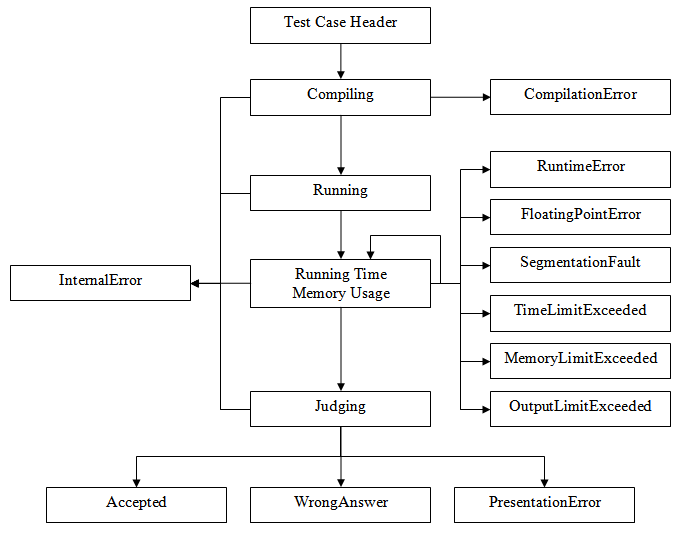 Test Case Header
Compiling
CompilationError
RuntimeError
Running
FloatingPointError
SegmentationFault
InternalError
Running Time
Memory Usage
TimeLimitExceeded
MemoryLimitExceeded
Judging
OutputLimitExceeded
Accepted
WrongAnswer
PresentationError